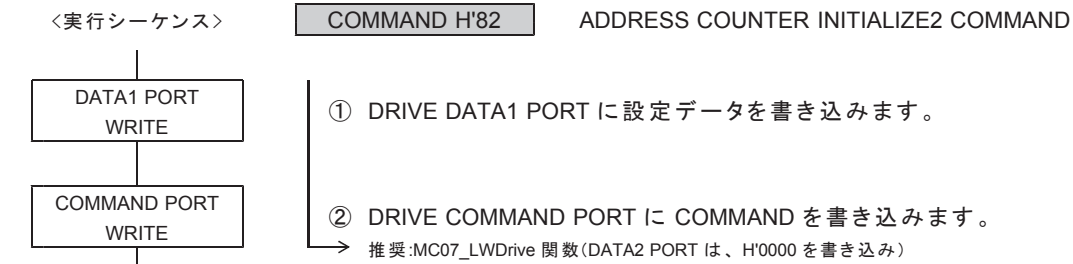 <実行シーケンス> COMMAND H'82 ADDRESS COUNTER INITIALIZE2 COMMAND
DATA1 PORT
WRITE
① DRIVE DATA1 PORT に設定データを書き込みます。
COMMAND PORT
WRITE
② DRIVE COMMAND PORT に COMMAND を書き込みます。
推奨:MC07_LWDrive 関数(DATA2 PORT は、H'0000 を書き込み)